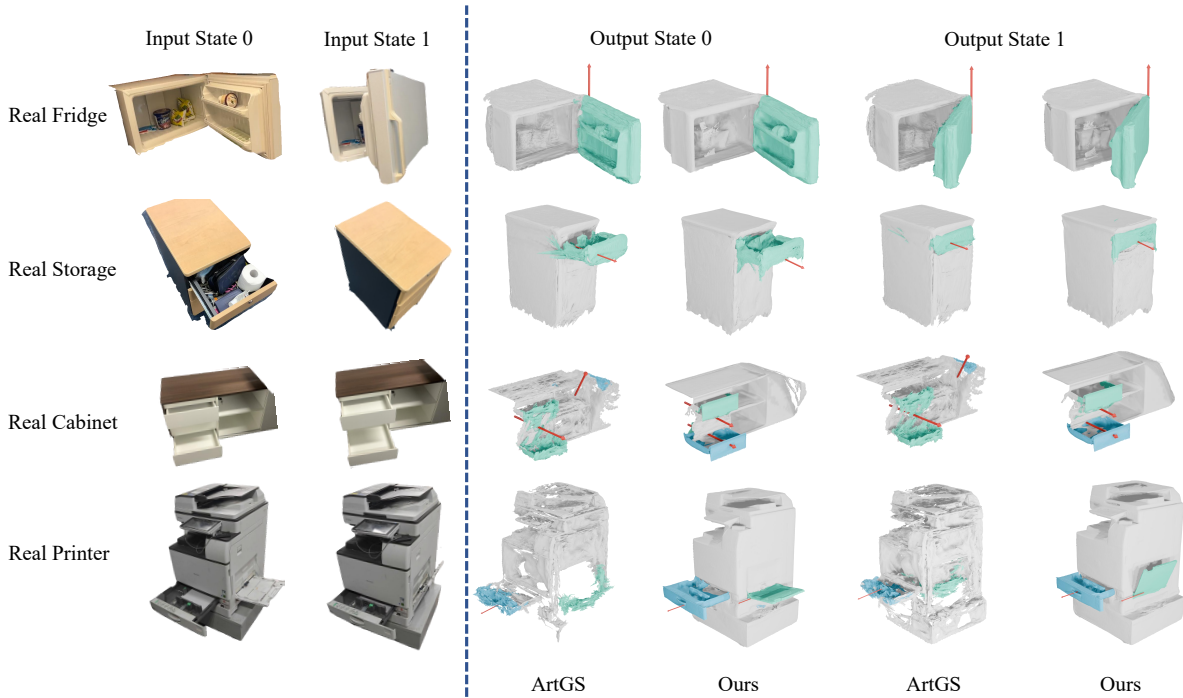 Input State 0
Input State 1
Output State 0
Output State 1
Real Fridge
Real Storage
Real Cabinet
Real Printer
ArtGS
Ours
ArtGS
Ours